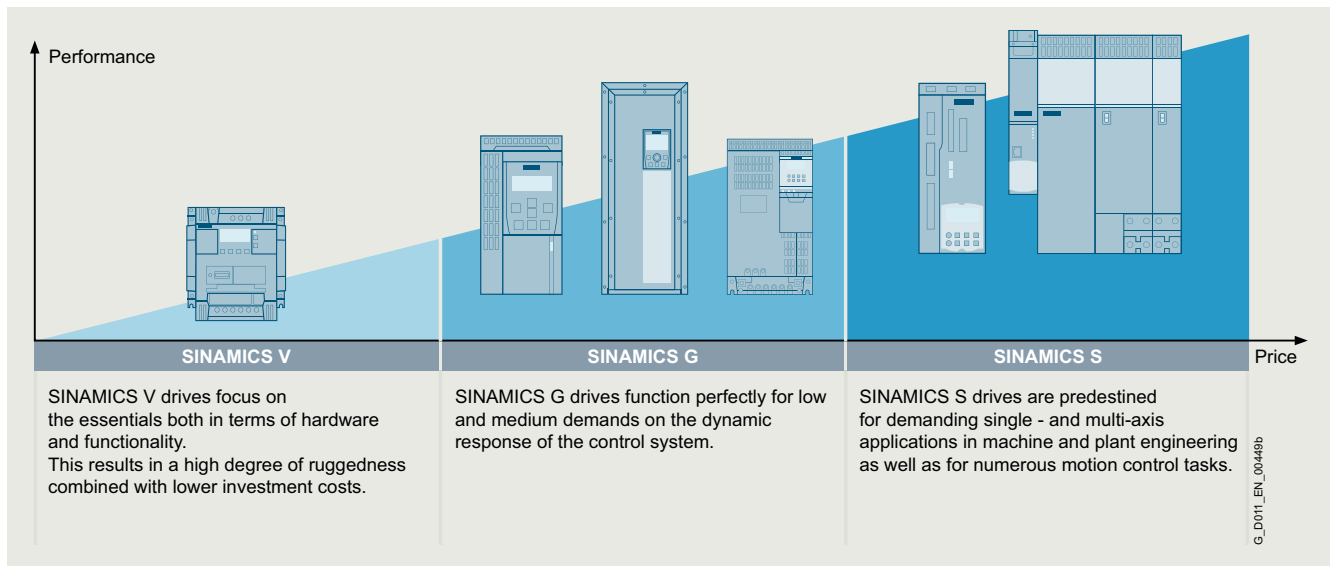 Performance
SINAMICS V
SINAMICS G
SINAMICS S
Price
SINAMICS V drives focus on
the essentials both in terms of hardware
and functionality.
This results in a high degree of ruggedness
combined with lower investment costs.
SINAMICS G drives function perfectly for low
and medium demands on the dynamic
response of the control system.
SINAMICS S drives are predestined
for demanding single - and multi-axis
applications in machine and plant engineering
as well as for numerous motion control tasks.
G_D011_EN_00449b